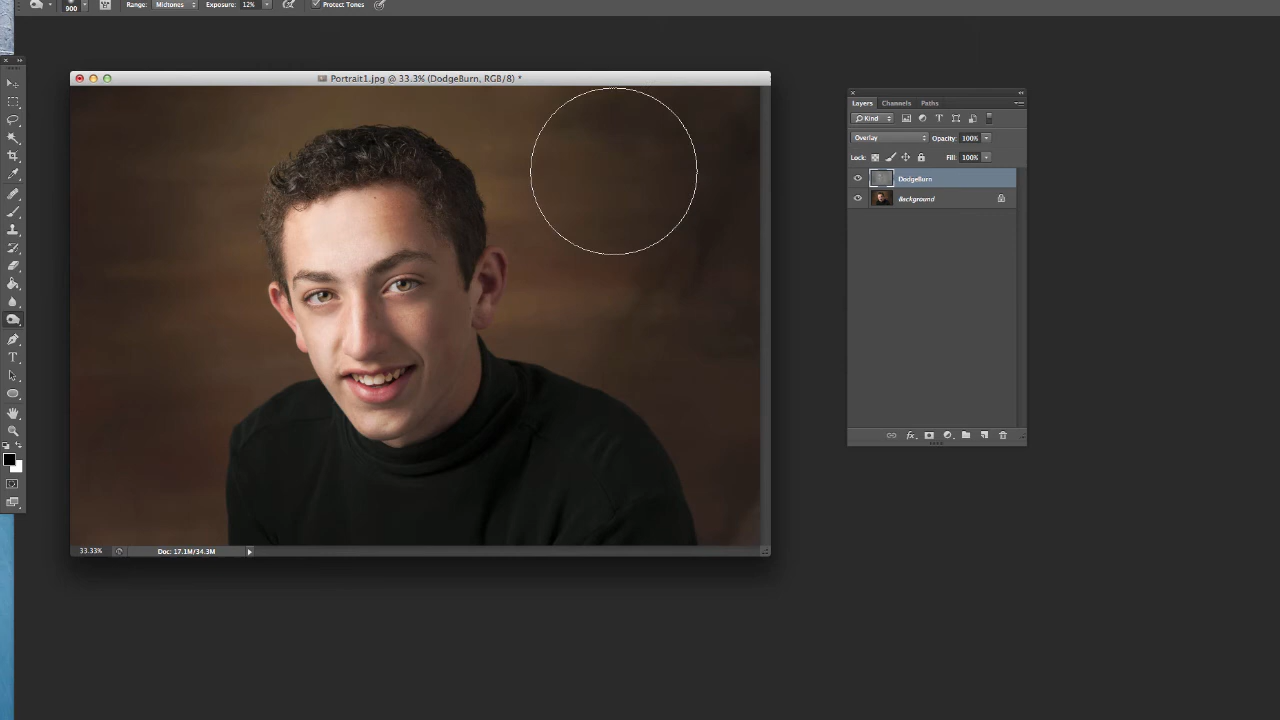 900 Range: Midtones Exposure: 12% Protect Tones
Portrait1.jpg @ 33.3% (DodgeBurn, RGB/8) *
Layers Channels Paths
Kind
Overlay Opacity: 100%
Lock: Fill: 100%
DodgeBurn
Background
33.33% Doc: 17.1M/34.3M